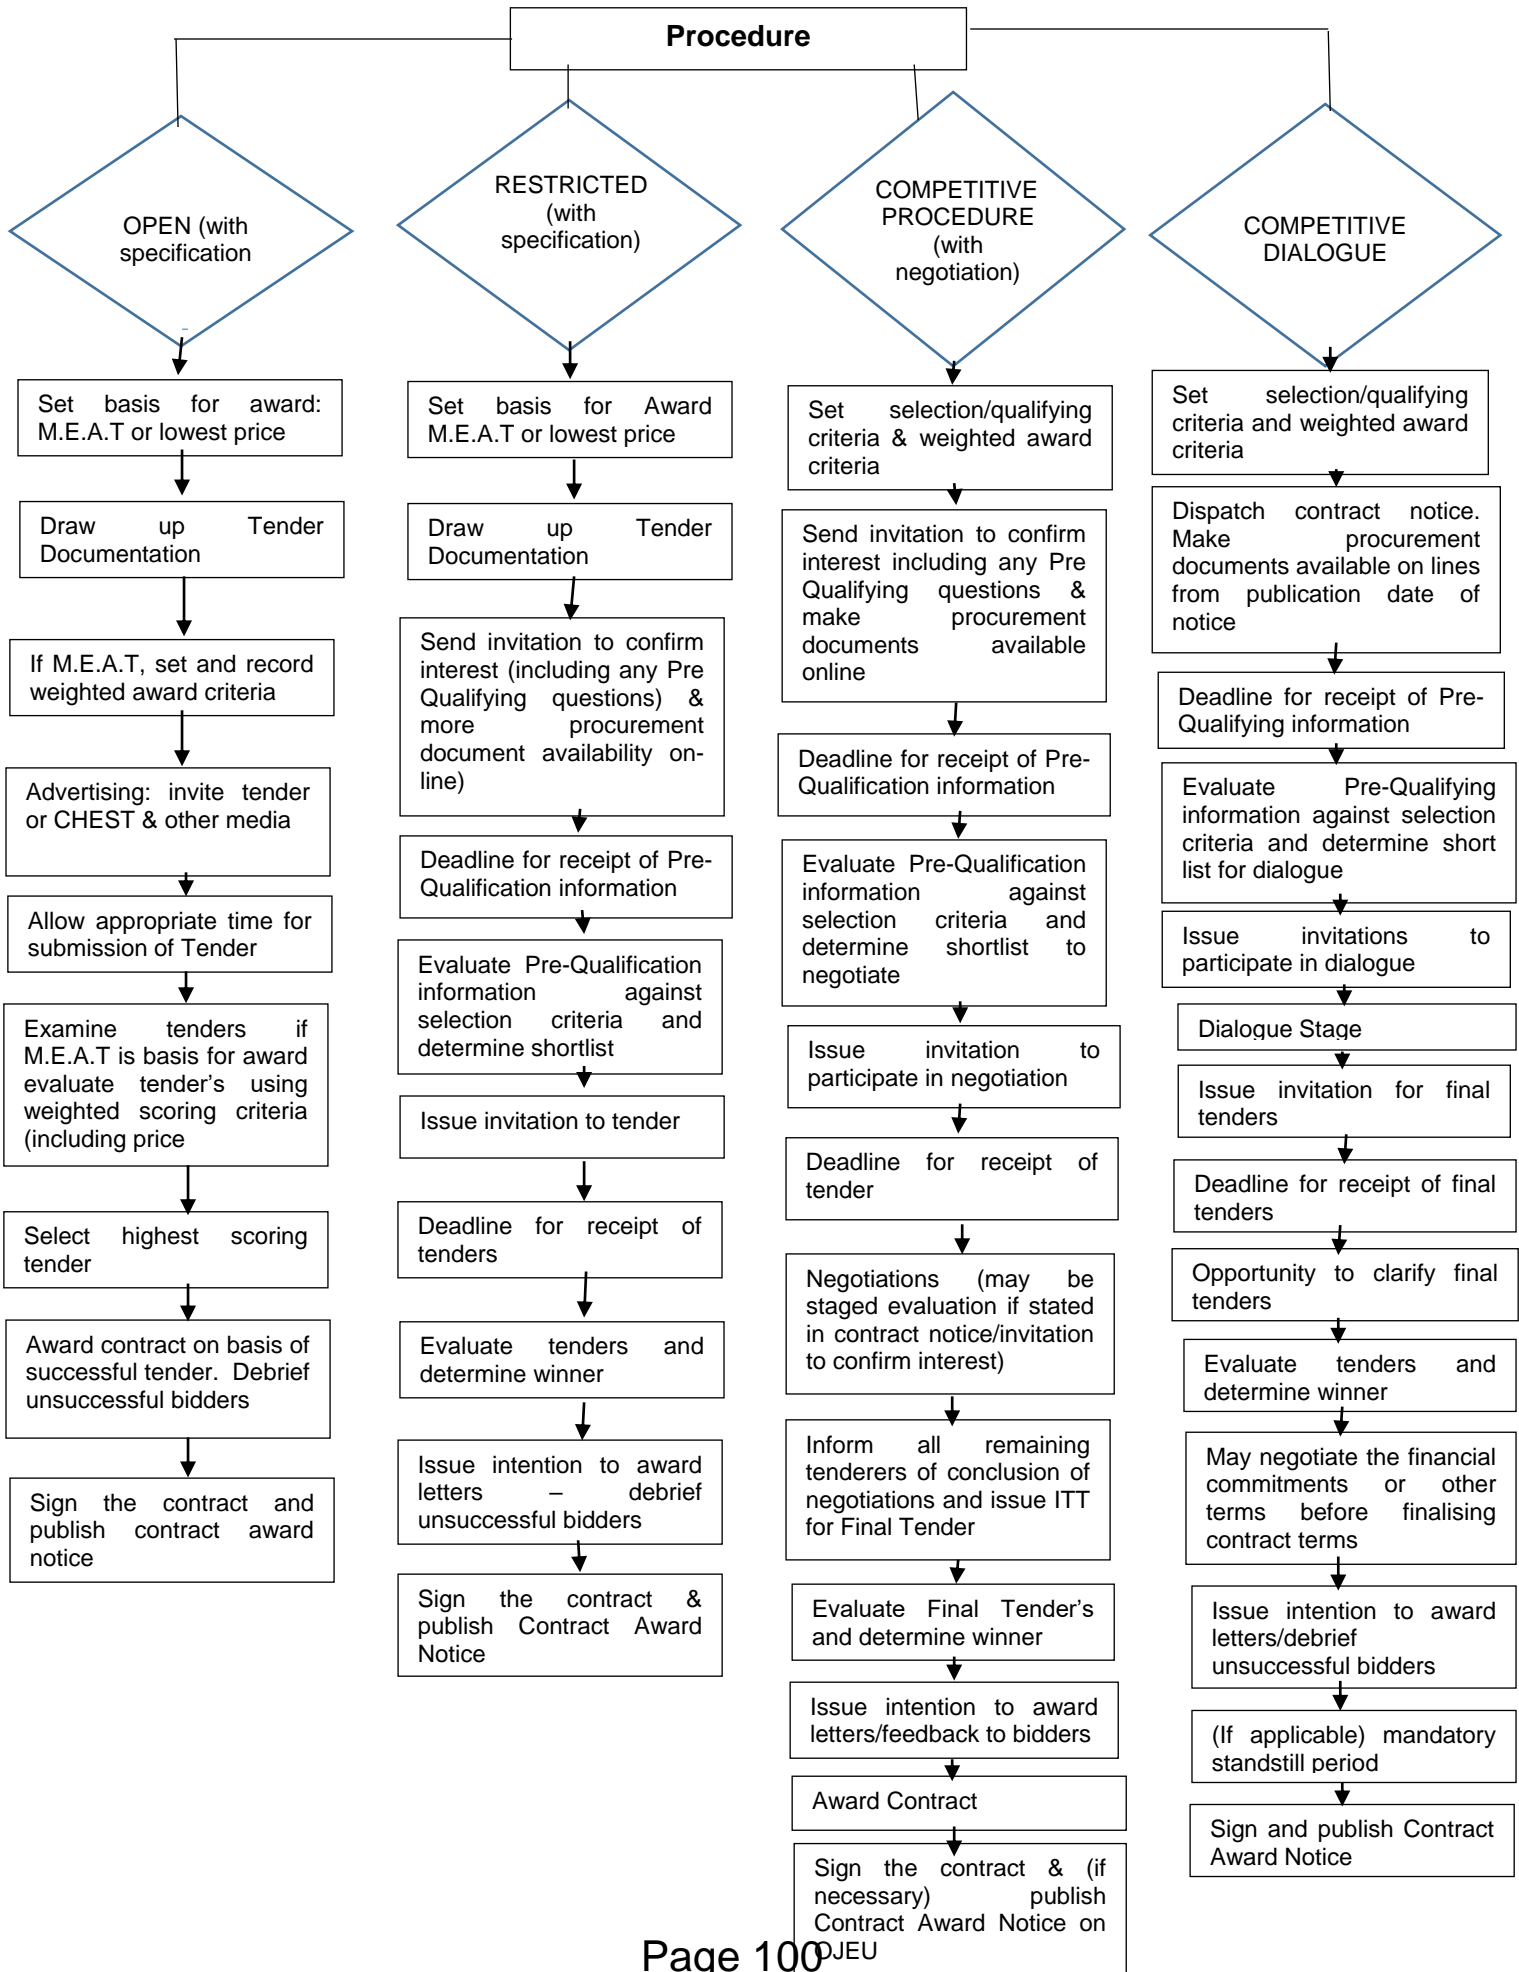 Procedure
OPEN (with
specification
RESTRICTED
(with
specification)
COMPETITIVE
PROCEDURE
(with
negotiation)
COMPETITIVE
DIALOGUE
Set basis for award:
M.E.A.T or lowest price
Draw up Tender
Documentation
If M.E.A.T, set and record
weighted award criteria
Advertising: invite tender
or CHEST & other media
Allow appropriate time for
submission of Tender
Examine tenders if
M.E.A.T is basis for award
evaluate tender's using
weighted scoring criteria
(including price
Select highest scoring
tender
Award contract on basis of
successful tender. Debrief
unsuccessful bidders
Sign the contract and
publish contract award
notice
Set basis for Award
M.E.A.T or lowest price
Draw up Tender
Documentation
Send invitation to confirm
interest (including any Pre
Qualifying questions) &
more procurement
document availability on-
line)
Deadline for receipt of Pre-
Qualification information
Evaluate Pre-Qualification
information against
selection criteria and
determine shortlist
Issue invitation to tender
Deadline for receipt of
tenders
Evaluate tenders and
determine winner
Issue intention to award
letters – debrief
unsuccessful bidders
Sign the contract &
publish Contract Award
Notice
Set selection/qualifying
criteria & weighted award
criteria
Send invitation to confirm
interest including any Pre
Qualifying questions &
make procurement
documents available
online
Deadline for receipt of Pre-
Qualification information
Evaluate Pre-Qualification
information against
selection criteria and
determine shortlist to
negotiate
Issue invitation to
participate in negotiation
Deadline for receipt of
tender
Negotiations (may be
staged evaluation if stated
in contract notice/invitation
to confirm interest)
Inform all remaining
tenderers of conclusion of
negotiations and issue ITT
for Final Tender
Evaluate Final Tender's
and determine winner
Issue intention to award
letters/feedback to bidders
Award Contract
Sign the contract & (if
necessary) publish
Contract Award Notice on
OJEU
Set selection/qualifying
criteria and weighted award
criteria
Dispatch contract notice.
Make procurement
documents available on lines
from publication date of
notice
Deadline for receipt of Pre-
Qualifying information
Evaluate Pre-Qualifying
information against selection
criteria and determine short
list for dialogue
Issue invitations to
participate in dialogue
Dialogue Stage
Issue invitation for final
tenders
Deadline for receipt of final
tenders
Opportunity to clarify final
tenders
Evaluate tenders and
determine winner
May negotiate the financial
commitments or other
terms before finalising
contract terms
Issue intention to award
letters/debrief
unsuccessful bidders
(If applicable) mandatory
standstill period
Sign and publish Contract
Award Notice
Page 100